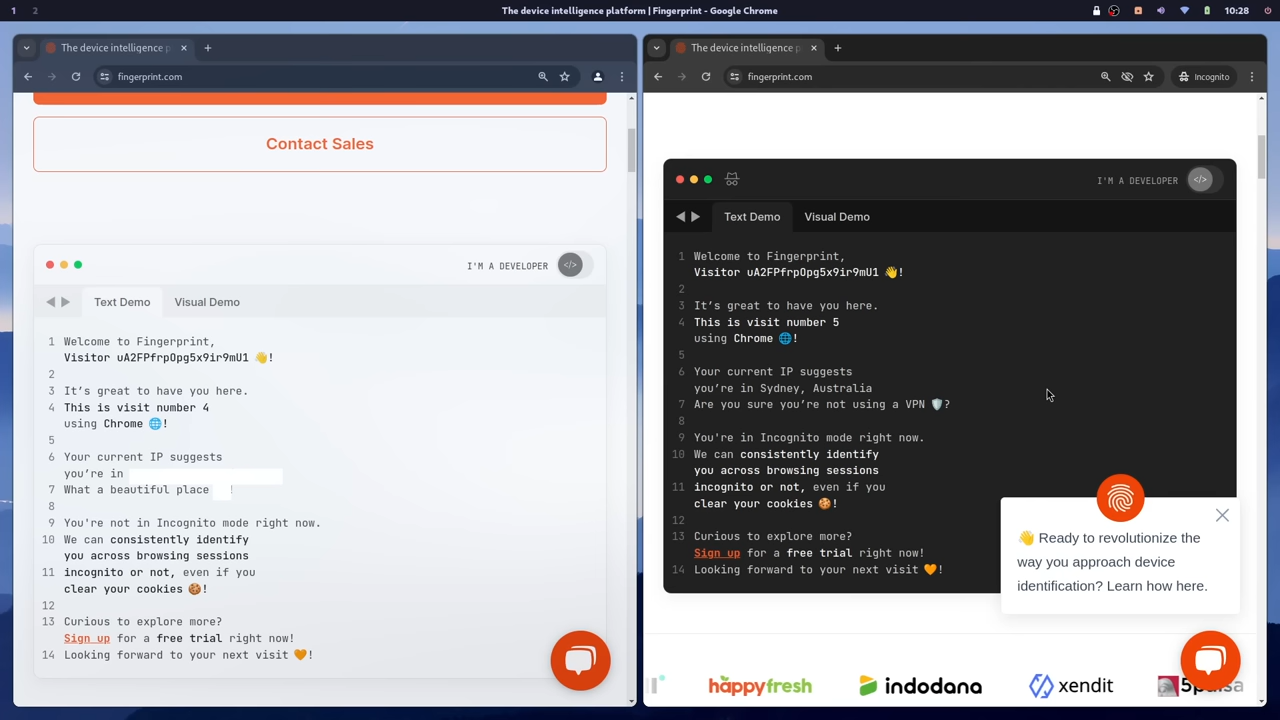 1
2
The device intelligence platform | Fingerprint - Google Chrome
10:28
The device intelligence p
fingerprint.com
Contact Sales
I'M A DEVELOPER
</>
Text Demo
Visual Demo
1 Welcome to Fingerprint,
Visitor uA2FPfrpOpg5x9ir9mU1 👋!
2
3 It’s great to have you here.
4 This is visit number 4
using Chrome 🌐!
5
6 Your current IP suggests
you’re in
7 What a beautiful place !
8
9 You're not in Incognito mode right now.
10 We can consistently identify
you across browsing sessions
11 incognito or not, even if you
clear your cookies 🍪!
12
13 Curious to explore more?
Sign up for a free trial right now!
14 Looking forward to your next visit 🧡!
The device intelligence p
fingerprint.com
Incognito
I'M A DEVELOPER
</>
Text Demo
Visual Demo
1 Welcome to Fingerprint,
Visitor uA2FPfrpOpg5x9ir9mU1 👋!
2
3 It’s great to have you here.
4 This is visit number 5
using Chrome 🌐!
5
6 Your current IP suggests
you’re in Sydney, Australia
7 Are you sure you’re not using a VPN 🛡️?
8
9 You're in Incognito mode right now.
10 We can consistently identify
you across browsing sessions
11 incognito or not, even if you
clear your cookies 🍪!
12
13 Curious to explore more?
Sign up for a free trial right now!
14 Looking forward to your next visit 🧡!
👋 Ready to revolutionize the
way you approach device
identification? Learn how here.
happyfresh
indodana
xendit